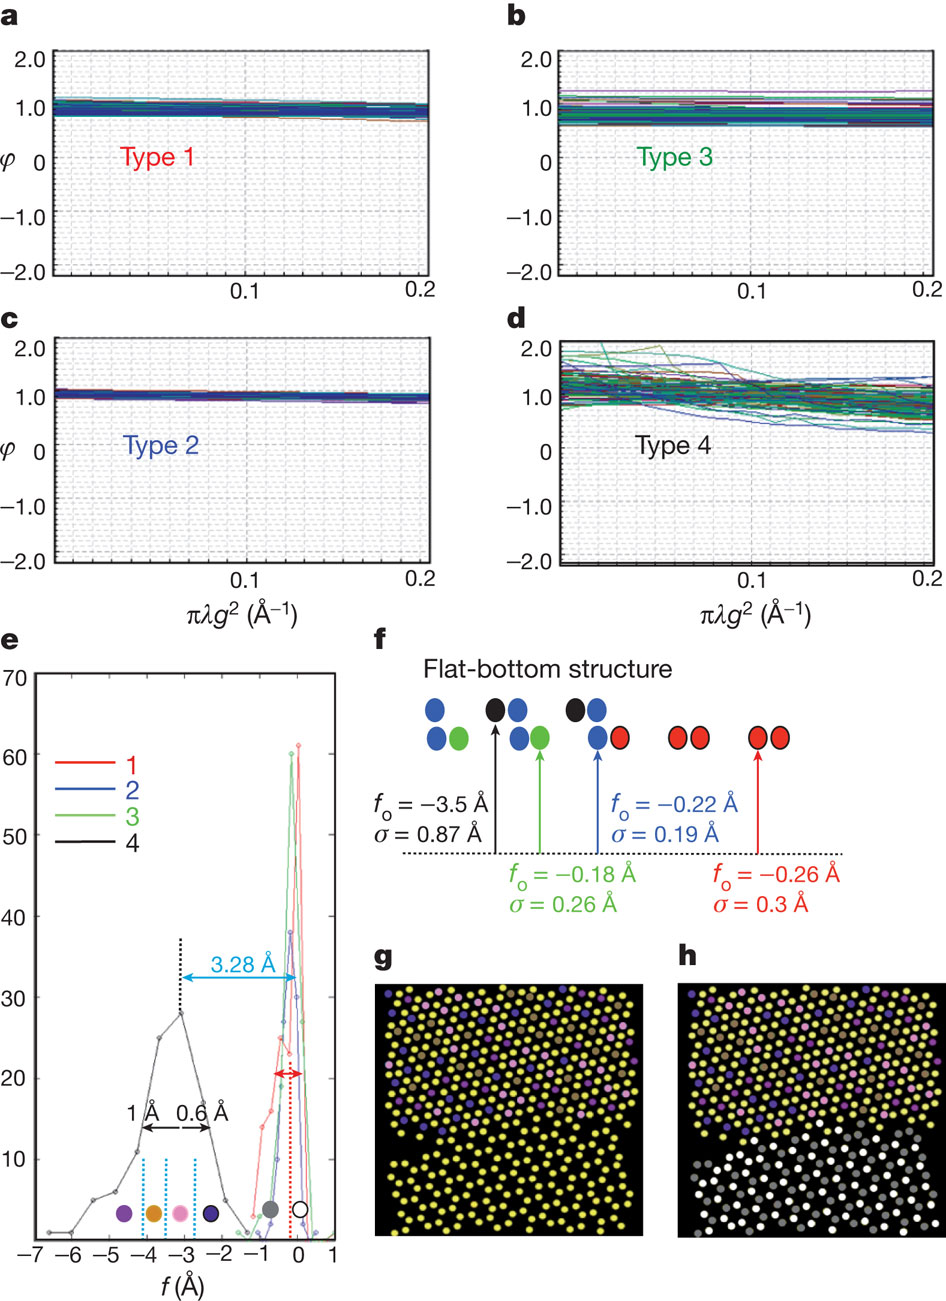 a
2.0
1.0
φ 0
−1.0
−2.0
Type 1
0.1 0.2
b
2.0
1.0
0
−1.0
−2.0
Type 3
0.1 0.2
c
2.0
1.0
φ 0
−1.0
−2.0
Type 2
0.1 0.2
πλg² (Å⁻¹)
d
2.0
1.0
0
−1.0
−2.0
Type 4
0.1 0.2
πλg² (Å⁻¹)
e
70
60
50
40
30
20
10
1
2
3
4
3.28 Å
1 Å 0.6 Å
−7 −6 −5 −4 −3 −2 −1 0 1
f (Å)
f
Flat-bottom structure
fo = −3.5 Å
σ = 0.87 Å
fo = −0.22 Å
σ = 0.19 Å
fo = −0.18 Å
σ = 0.26 Å
fo = −0.26 Å
σ = 0.3 Å
g
h